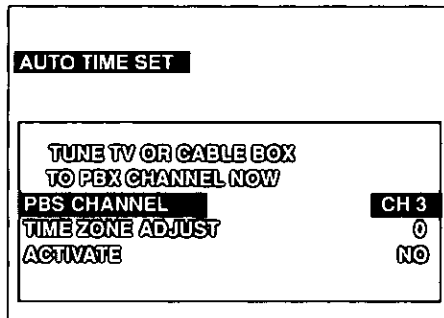 AUTO TIME SET
TUNE TV OR CABLE BOX
TO PBX CHANNEL NOW
PBS CHANNEL CH 3
TIME ZONE ADJUST 0
ACTIVATE NO